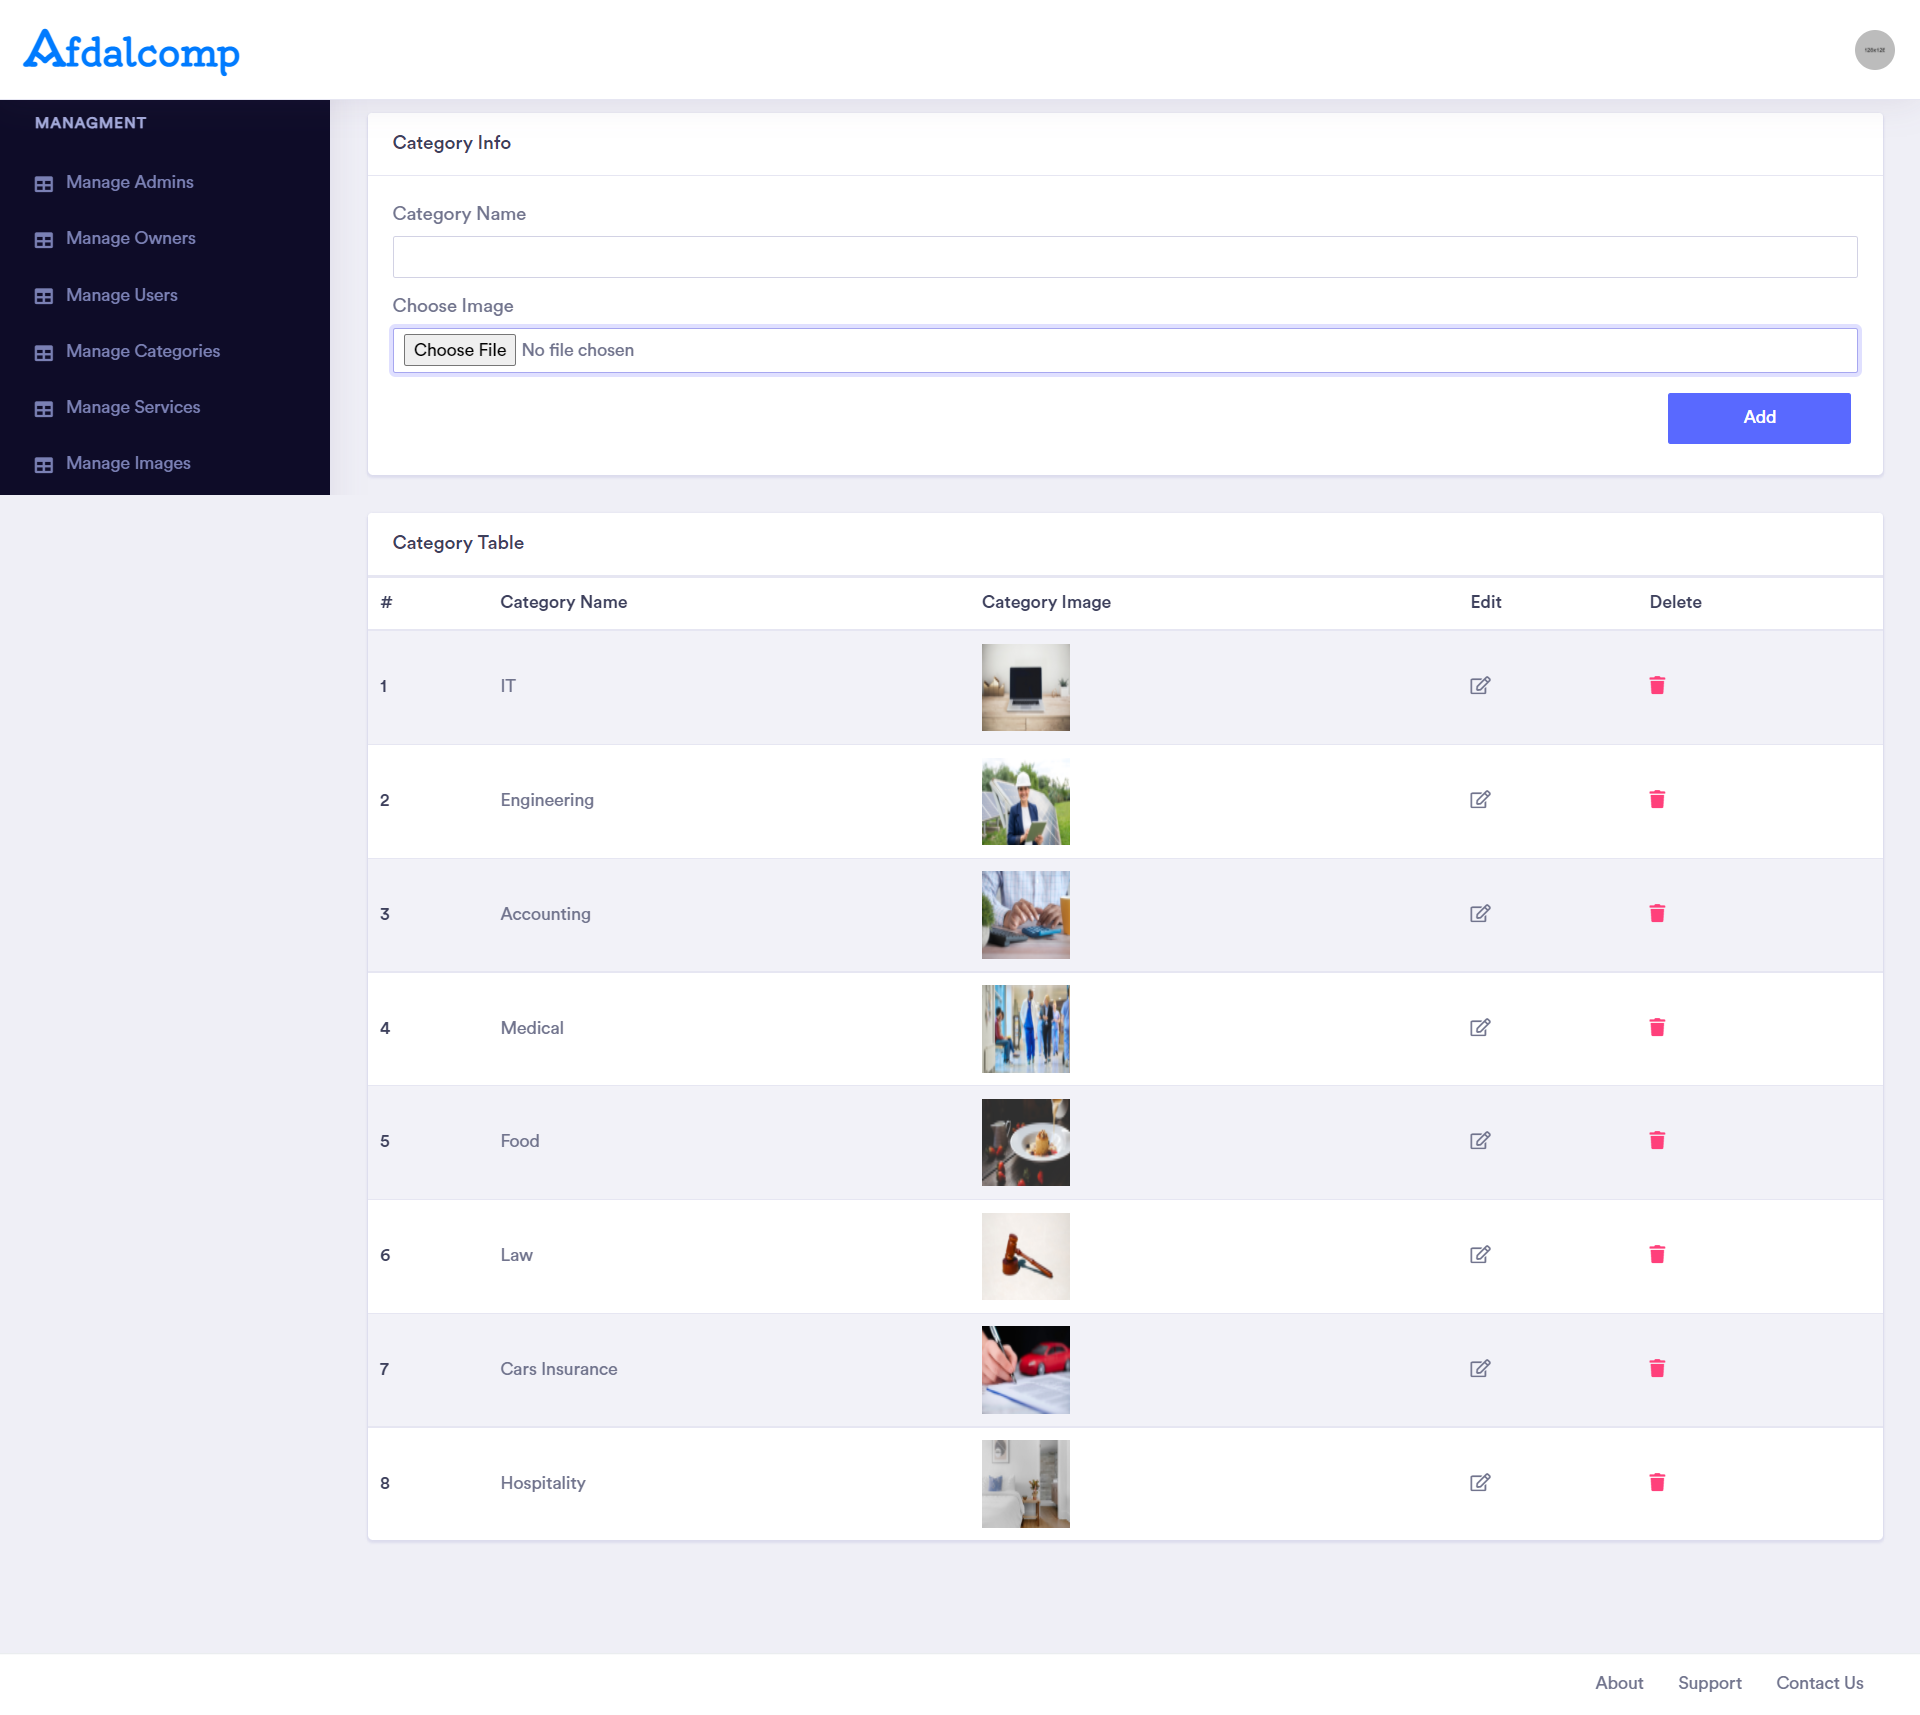 Afdalcomp
MANAGMENT
Manage Admins
Manage Owners
Manage Users
Manage Categories
Manage Services
Manage Images
Category Info
Category Name
Choose Image
Choose File No file chosen
Add
Category Table
# Category Name Category Image Edit Delete
1 IT
2 Engineering
3 Accounting
4 Medical
5 Food
6 Law
7 Cars Insurance
8 Hospitality
About Support Contact Us